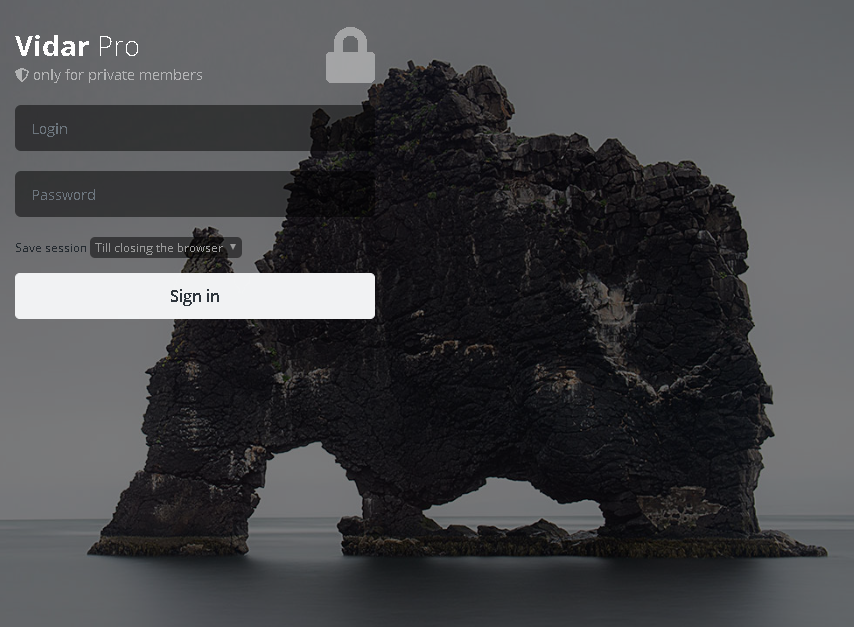 Vidar Pro
only for private members
Login
Password
Save session Till closing the browser
Sign in